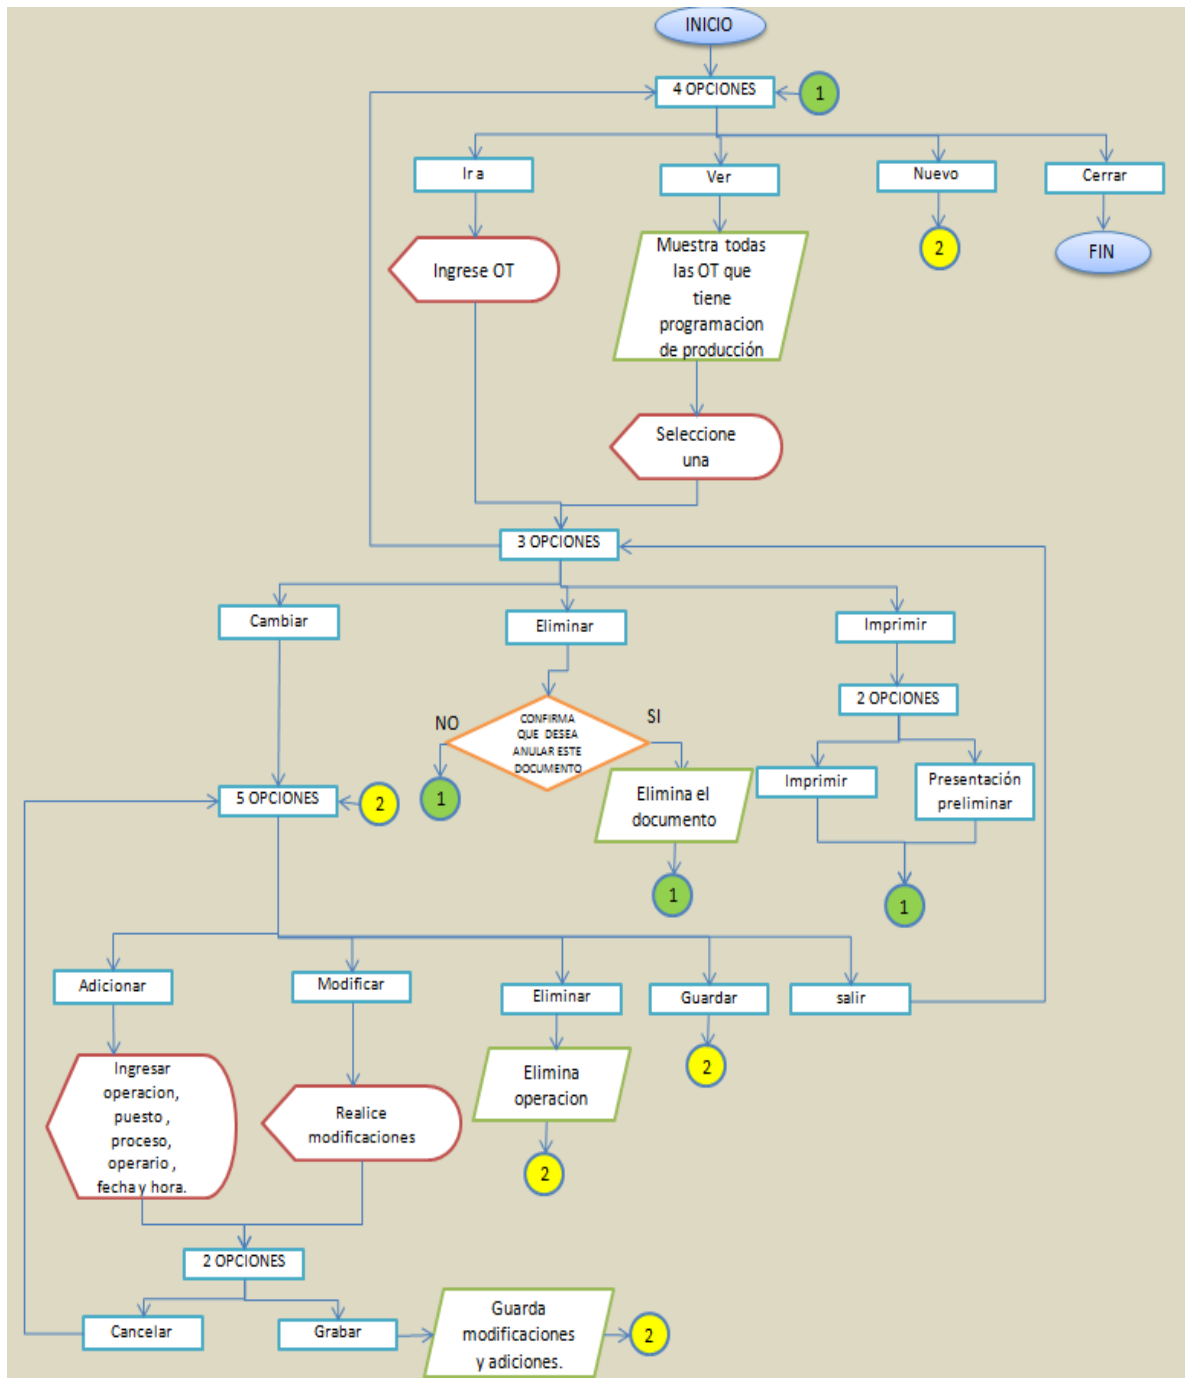 INICIO
4 OPCIONES
1
Ir a
Ver
Nuevo
Cerrar
Ingrese OT
Muestra todas
las OT que
tiene
programacion
de producción
2
FIN
Seleccione
una
3 OPCIONES
Cambiar
Eliminar
Imprimir
2 OPCIONES
NO
CONFIRMA
QUE DESEA
ANULAR ESTE
DOCUMENTO
SI
1
Elimina el
documento
Imprimir
Presentación
preliminar
5 OPCIONES
2
1
1
Adicionar
Modificar
Eliminar
Guardar
salir
Ingresar
operacion,
puesto ,
proceso,
operario ,
fecha y hora.
Realice
modificaciones
Elimina
operacion
2
2
2 OPCIONES
Cancelar
Grabar
Guarda
modificaciones
y adiciones.
2